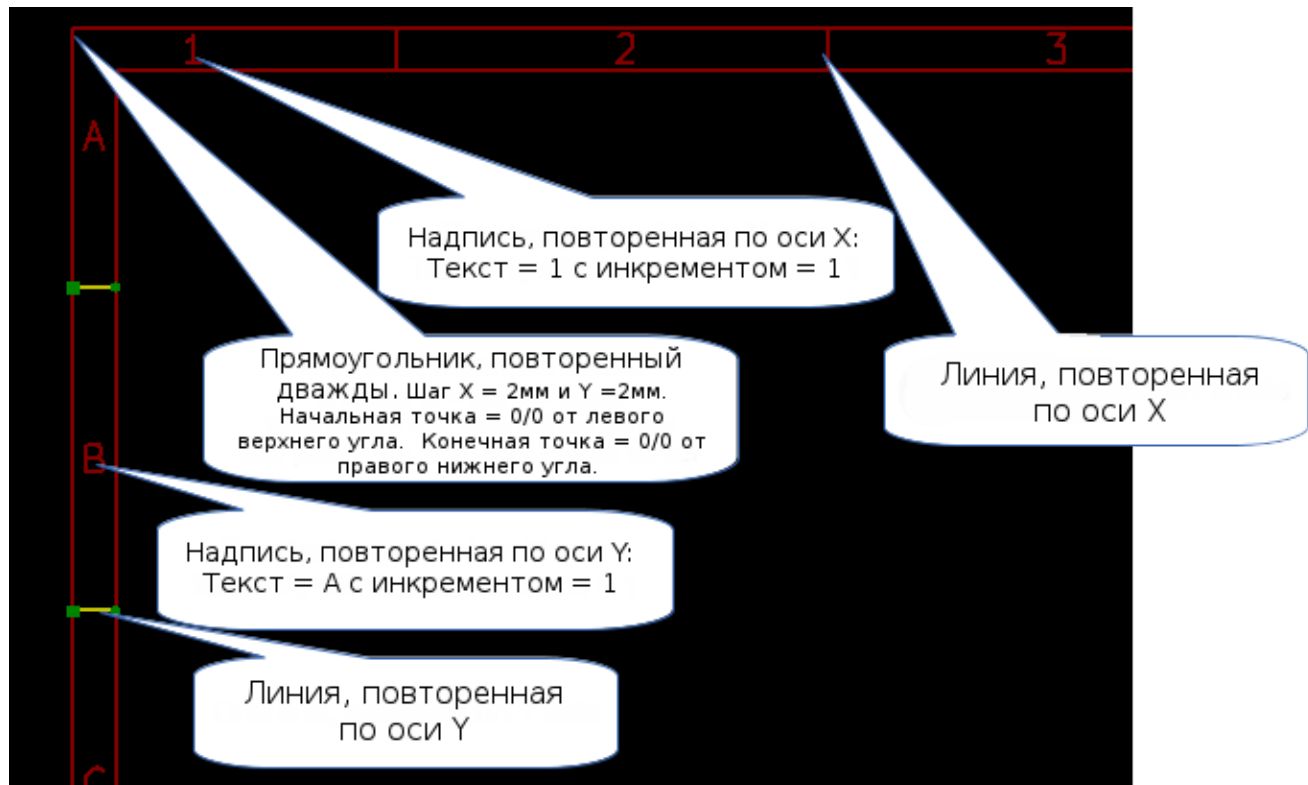 1 2 3
A
Надпись, повторенная по оси X:
Текст = 1 с инкрементом = 1
Прямоугольник, повторенный
дважды. Шаг X = 2мм и Y =2мм.
Начальная точка = 0/0 от левого
верхнего угла. Конечная точка = 0/0 от
правого нижнего угла.
Линия, повторенная
по оси X
B
Надпись, повторенная по оси Y:
Текст = A с инкрементом = 1
Линия, повторенная
по оси Y
C